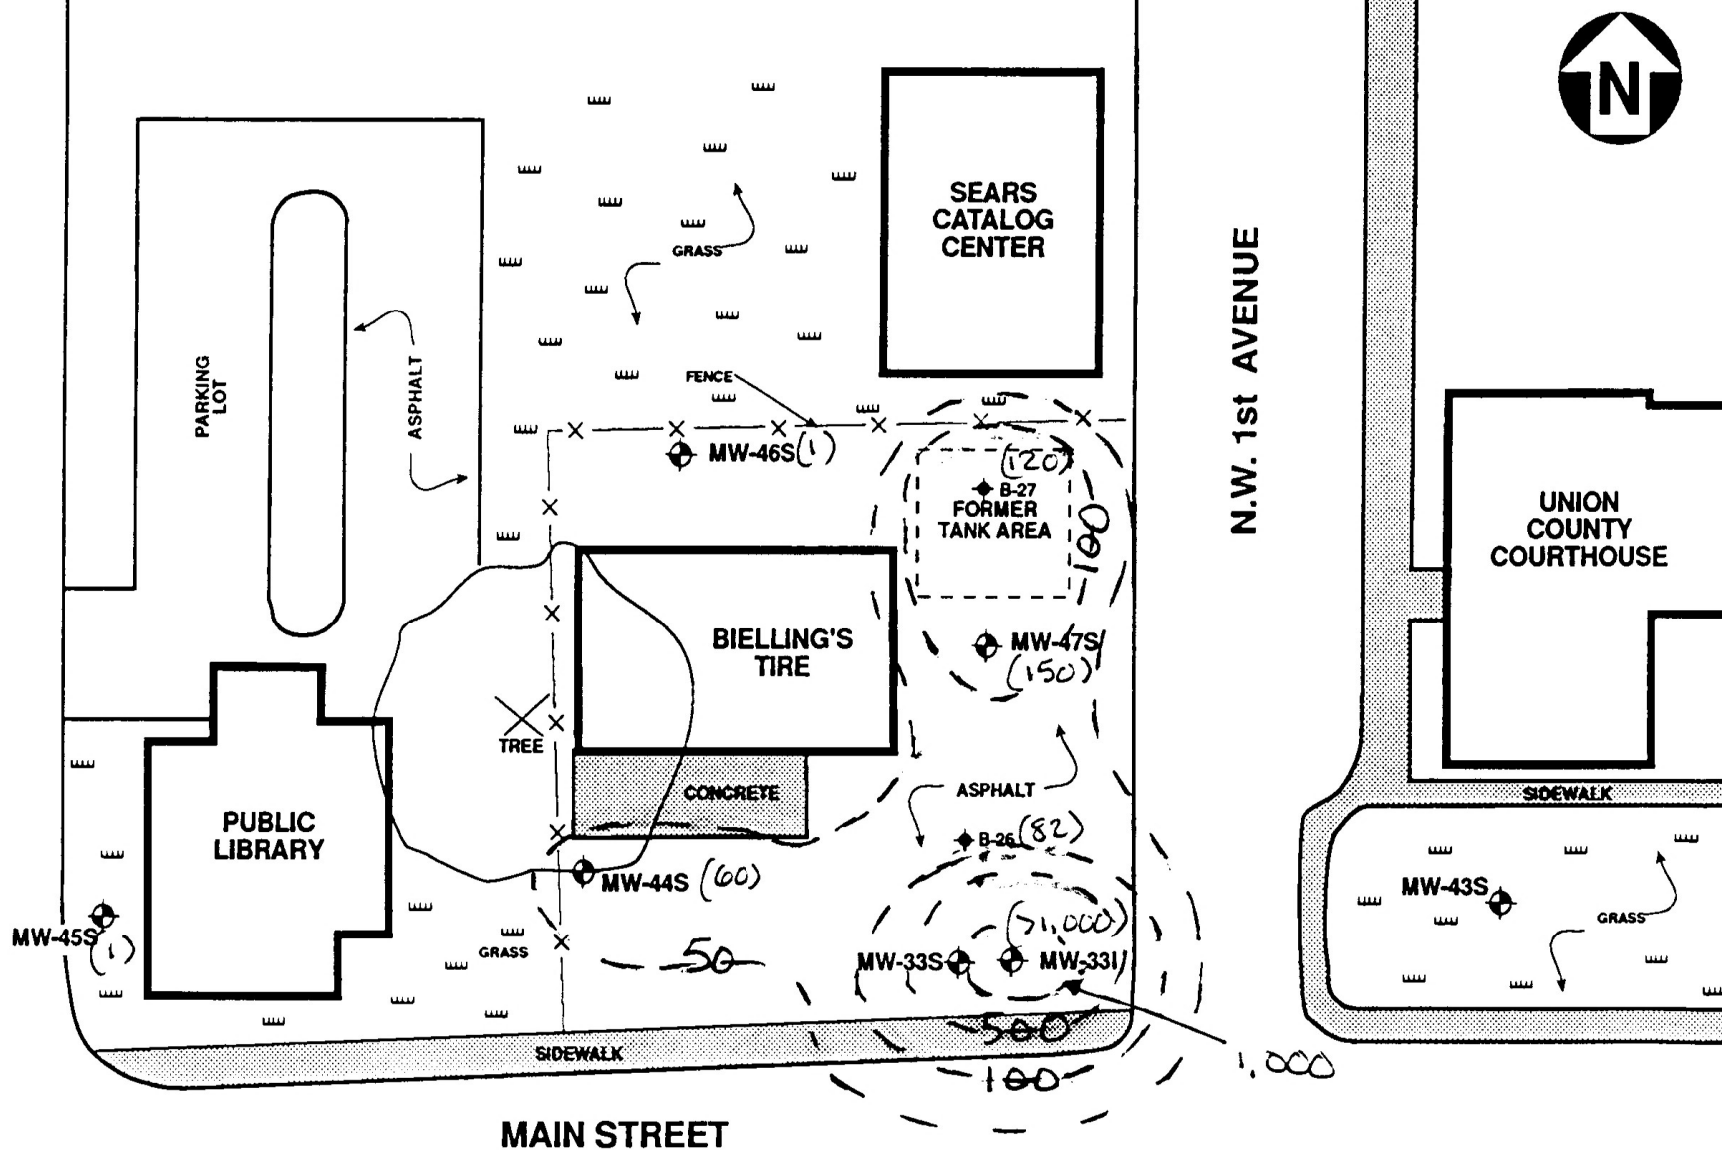 N
SEARS
CATALOG
CENTER
GRASS
N.W. 1st AVENUE
PARKING
LOT
ASPHALT
FENCE
MW-46S (1)
(120)
B-27
FORMER
TANK AREA
100
UNION
COUNTY
COURTHOUSE
BIELLING'S
TIRE
MW-47S
(150)
TREE
CONCRETE
ASPHALT
SIDEWALK
PUBLIC
LIBRARY
B-26 (82)
MW-44S (60)
MW-43S
GRASS
MW-45S
(1)
GRASS
50
(>1,000)
MW-33S
MW-33I
500
SIDEWALK
100
1,000
MAIN STREET